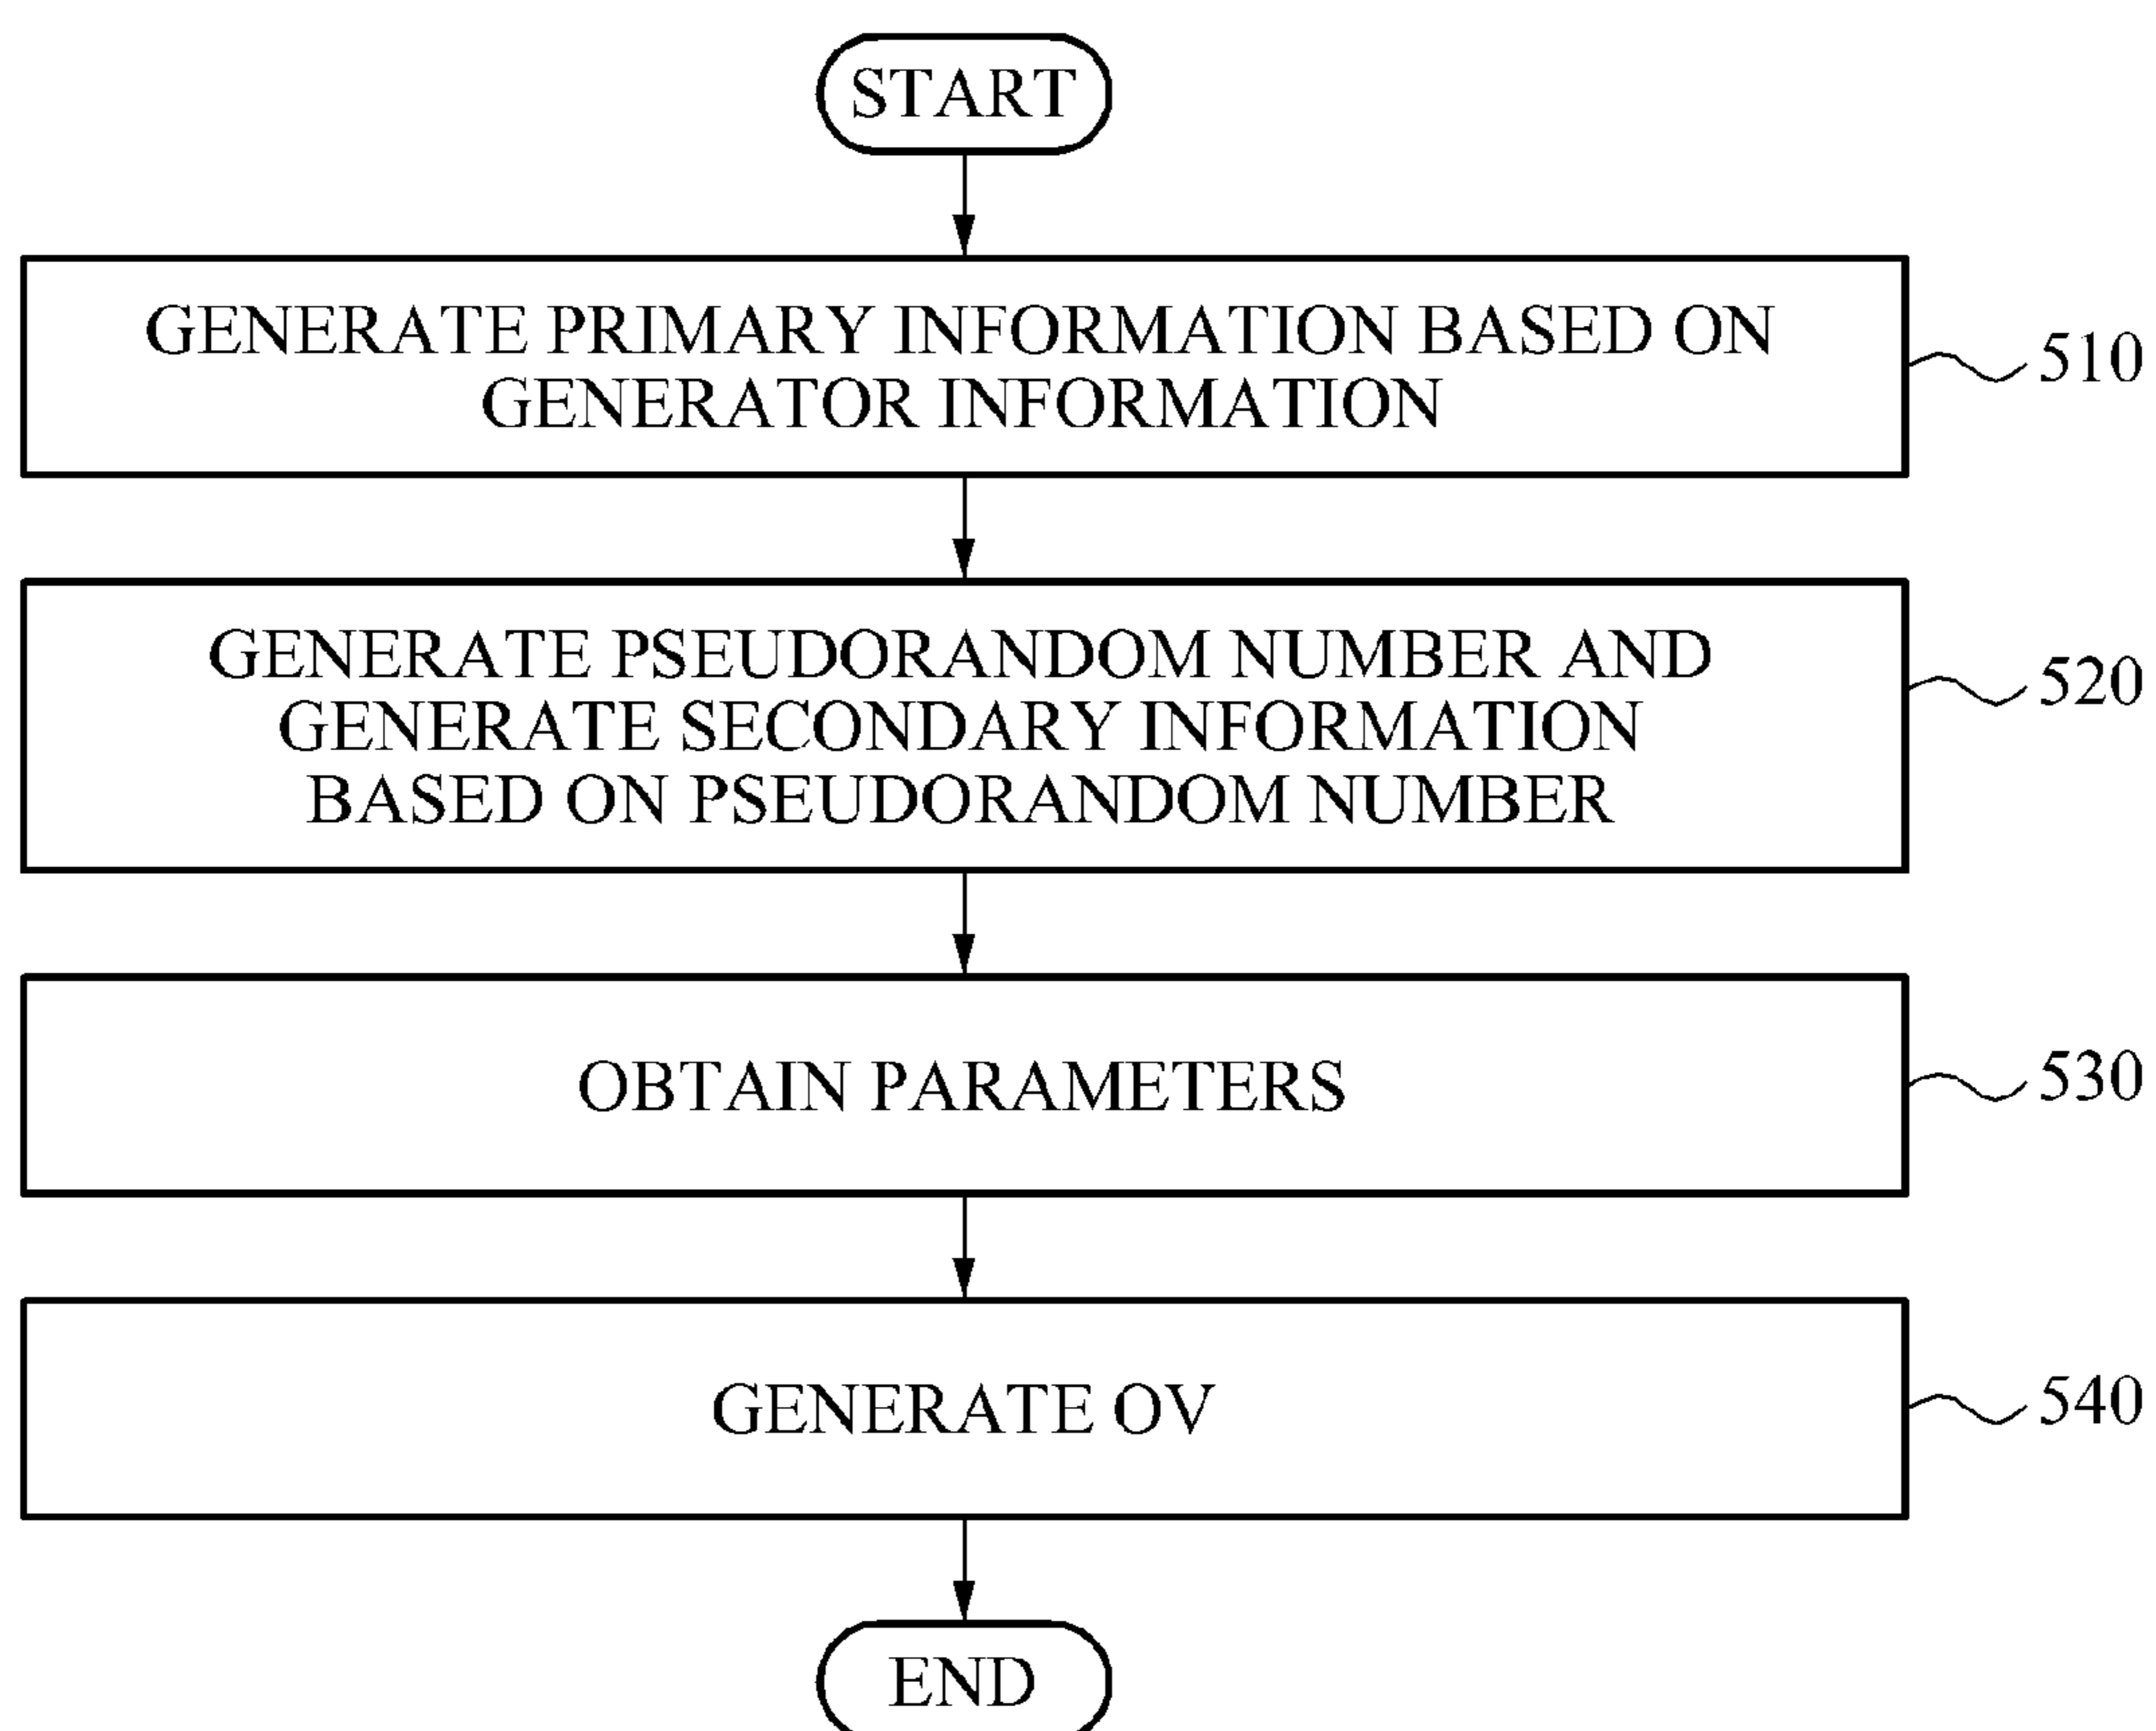 START
GENERATE PRIMARY INFORMATION BASED ON
GENERATOR INFORMATION
510
GENERATE PSEUDORANDOM NUMBER AND
GENERATE SECONDARY INFORMATION
BASED ON PSEUDORANDOM NUMBER
520
OBTAIN PARAMETERS
530
GENERATE OV
540
END